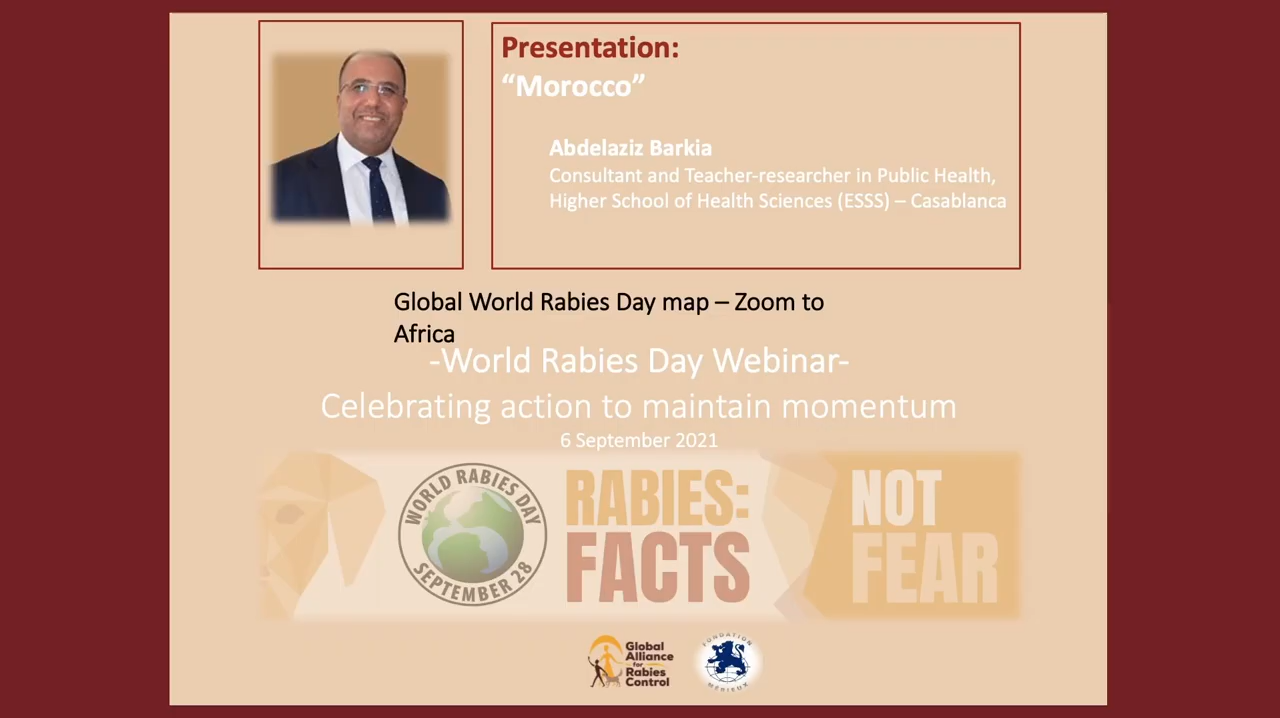 Presentation:
“Morocco”
Abdelaziz Barkia
Consultant and Teacher-researcher in Public Health,
Higher School of Health Sciences (ESSS) – Casablanca
Global World Rabies Day map – Zoom to
Africa
-World Rabies Day Webinar-
Celebrating action to maintain momentum
6 September 2021
WORLD RABIES DAY
SEPTEMBER 28
RABIES:
FACTS
NOT
FEAR
Global
Alliance
for
Rabies
Control
FONDATION
MÉRIEUX